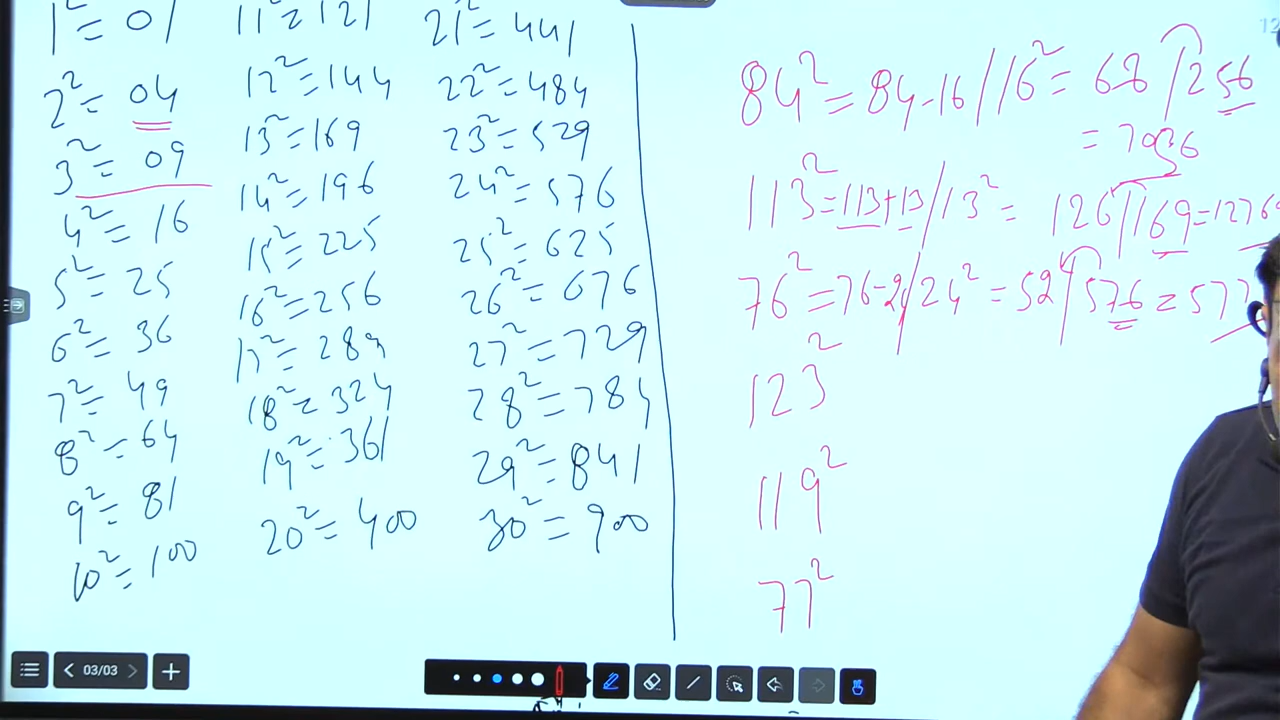 1² = 01
2² = 04
3² = 09
4² = 16
5² = 25
6² = 36
7² = 49
8² = 64
9² = 81
10² = 100
11² = 121
12² = 144
13² = 169
14² = 196
15² = 225
16² = 256
17² = 289
18² = 324
19² = 361
20² = 400
21² = 441
22² = 484
23² = 529
24² = 576
25² = 625
26² = 676
27² = 729
28² = 784
29² = 841
30² = 900
12
84² = 84-16/16² = 68/256
= 7056
113² = 113+13/13² = 126/169 = 1276
76² = 76-24/24² = 52/576 = 577
123²
119²
77²
03/03